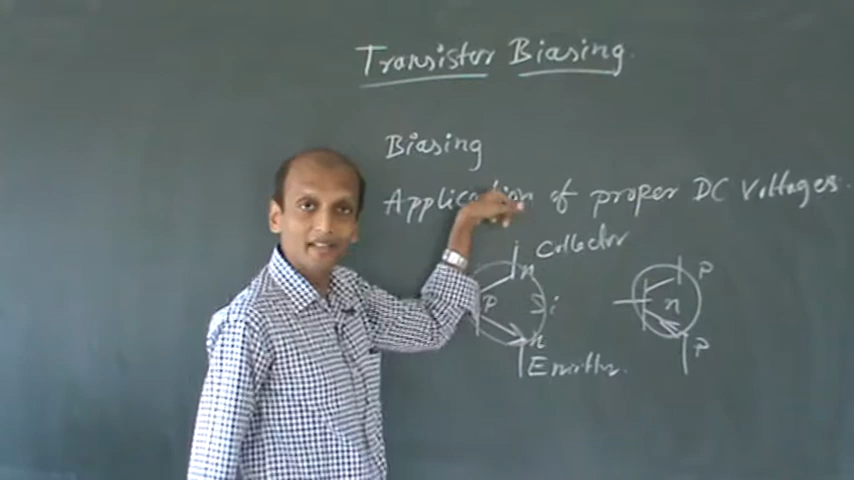 Transistor Biasing.
Biasing
Application of proper DC Voltages.
Collector
n
P
Si
n
Emitter.
P
n
P